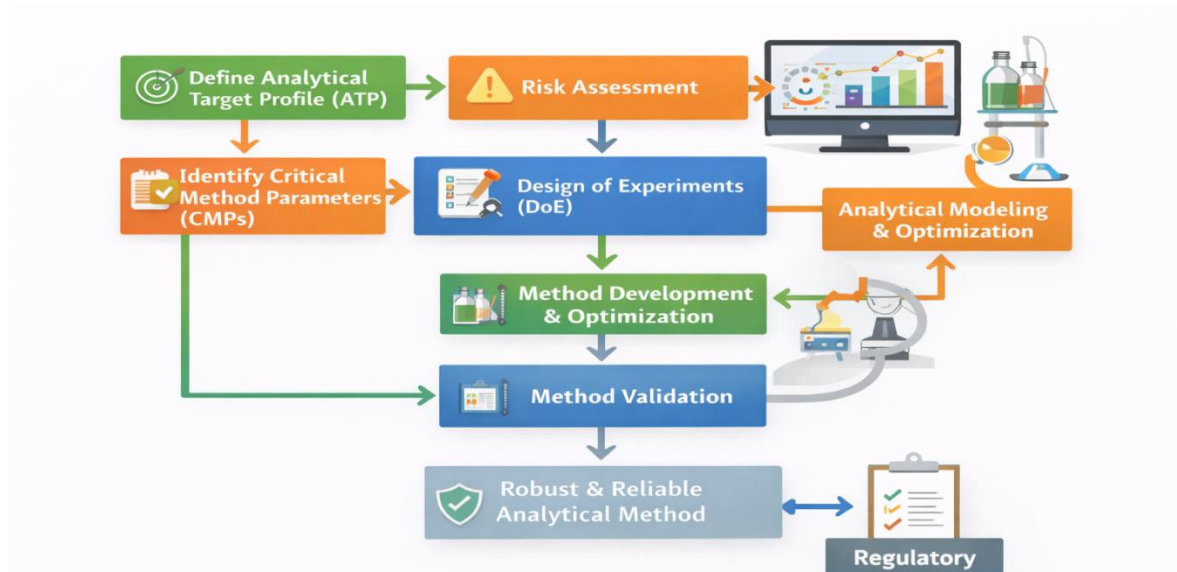 Define Analytical
Target Profile (ATP)
Risk Assessment
Identify Critical
Method Parameters
(CMPs)
Design of Experiments
(DoE)
Analytical Modeling
& Optimization
Method Development
& Optimization
Method Validation
Robust & Reliable
Analytical Method
Regulatory